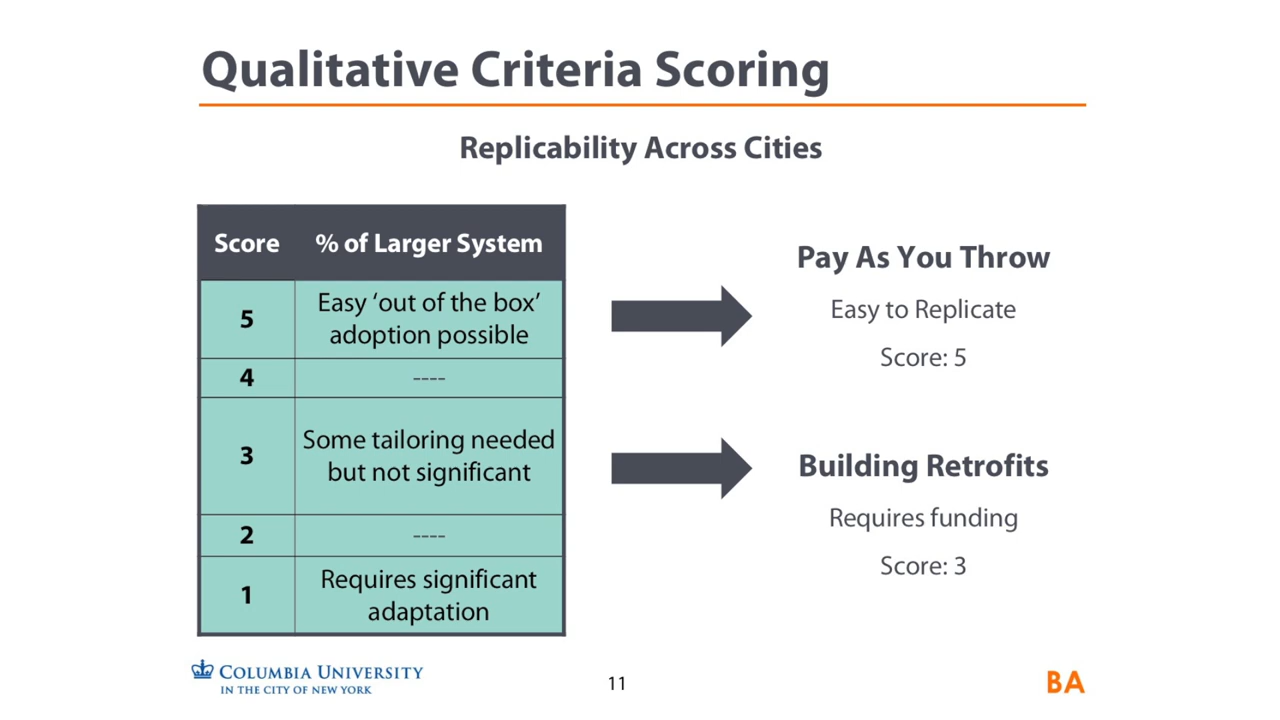 Qualitative Criteria Scoring
Replicability Across Cities
Score % of Larger System
5 Easy ‘out of the box’
adoption possible
4 ----
3 Some tailoring needed
but not significant
2 ----
1 Requires significant
adaptation
Pay As You Throw
Easy to Replicate
Score: 5
Building Retrofits
Requires funding
Score: 3
COLUMBIA UNIVERSITY
IN THE CITY OF NEW YORK
11
BA